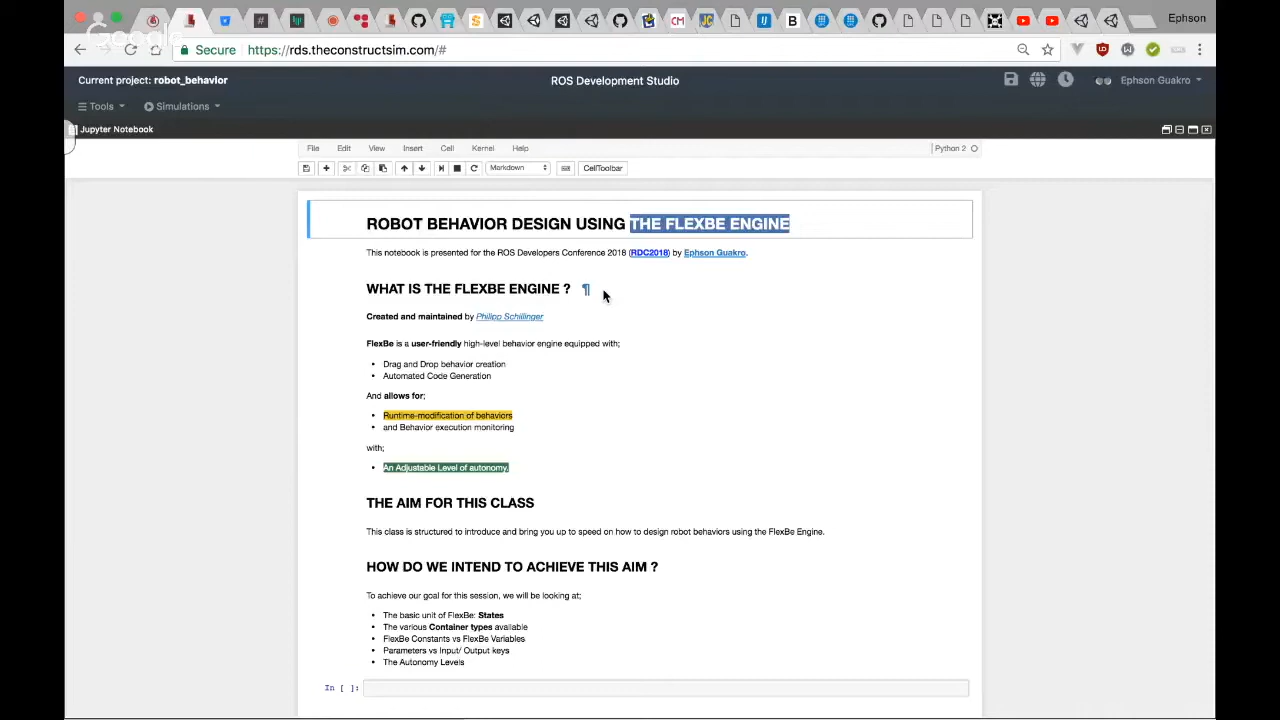 Ephson
Google
Secure https://rds.theconstructsim.com/#
Current project: robot_behavior
ROS Development Studio
Ephson Guakro
Tools
Simulations
Jupyter Notebook
File Edit View Insert Cell Kernel Help
Python 2
Markdown
CellToolbar
ROBOT BEHAVIOR DESIGN USING THE FLEXBE ENGINE
This notebook is presented for the ROS Developers Conference 2018 (RDC2018) by Ephson Guakro.
WHAT IS THE FLEXBE ENGINE ? ¶
Created and maintained by Philipp Schillinger
FlexBe is a user-friendly high-level behavior engine equipped with;
• Drag and Drop behavior creation
• Automated Code Generation
And allows for;
• Runtime-modification of behaviors
• and Behavior execution monitoring
with;
• An Adjustable Level of autonomy.
THE AIM FOR THIS CLASS
This class is structured to introduce and bring you up to speed on how to design robot behaviors using the FlexBe Engine.
HOW DO WE INTEND TO ACHIEVE THIS AIM ?
To achieve our goal for this session, we will be looking at;
• The basic unit of FlexBe: States
• The various Container types available
• FlexBe Constants vs FlexBe Variables
• Parameters vs Input/ Output keys
• The Autonomy Levels
In [ ]: